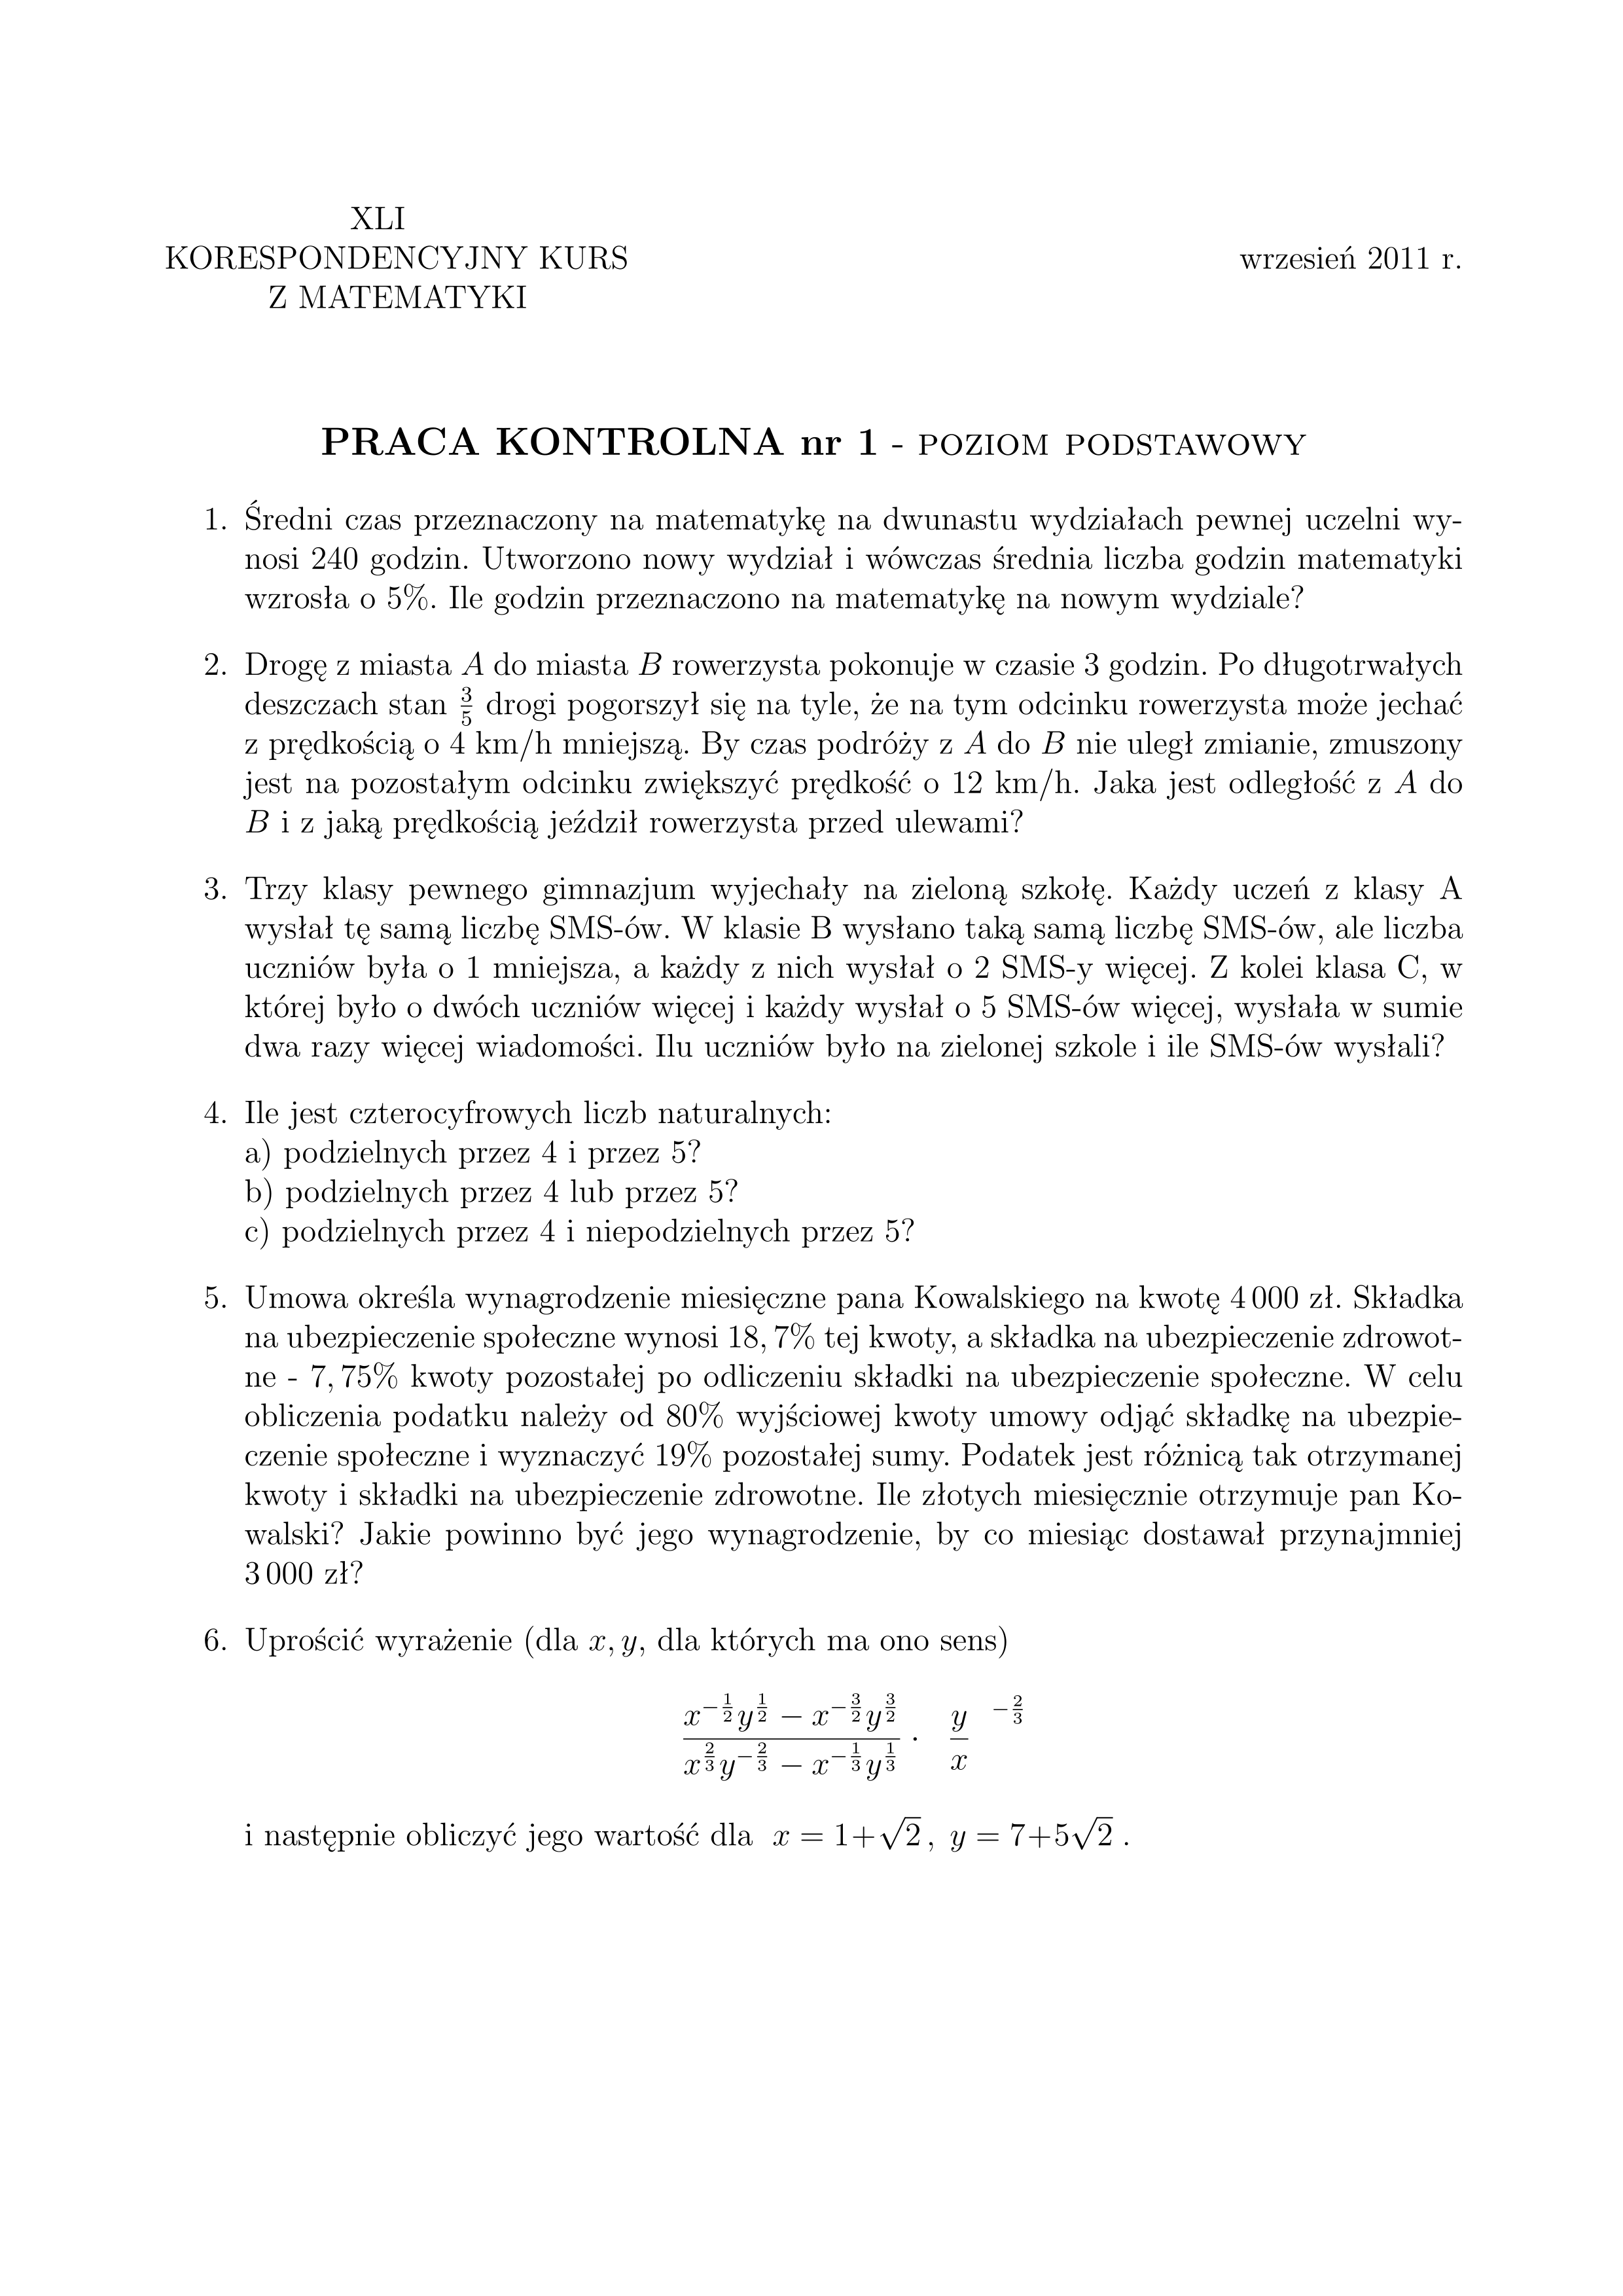 XLI
KORESPONDENCYJNY KURS
Z MATEMATYKI
wrzesień 2011 r.
PRACA KONTROLNA nr 1 - POZIOM PODSTAWOWY
1. Średni czas przeznaczony na matematykę na dwunastu wydziałach pewnej uczelni wy-
nosi 240 godzin. Utworzono nowy wydział i wówczas średnia liczba godzin matematyki
wzrosła o 5%. Ile godzin przeznaczono na matematykę na nowym wydziale?
2. Drogę z miasta A do miasta B rowerzysta pokonuje w czasie 3 godzin. Po długotrwałych
deszczach stan $\frac{3}{5}$ drogi pogorszył się na tyle, że na tym odcinku rowerzysta może jechać
z prędkością o 4 km/h mniejszą. By czas podróży z A do B nie uległ zmianie, zmuszony
jest na pozostałym odcinku zwiększyć prędkość o 12 km/h. Jaka jest odległość z A do
B i z jaką prędkością jeździł rowerzysta przed ulewami?
3. Trzy klasy pewnego gimnazjum wyjechały na zieloną szkołę. Każdy uczeń z klasy A
wysłał tę samą liczbę SMS-ów. W klasie B wysłano taką samą liczbę SMS-ów, ale liczba
uczniów była o 1 mniejsza, a każdy z nich wysłał o 2 SMS-y więcej. Z kolei klasa C, w
której było o dwóch uczniów więcej i każdy wysłał o 5 SMS-ów więcej, wysłała w sumie
dwa razy więcej wiadomości. Ilu uczniów było na zielonej szkole i ile SMS-ów wysłali?
4. Ile jest czterocyfrowych liczb naturalnych:
a) podzielnych przez 4 i przez 5?
b) podzielnych przez 4 lub przez 5?
c) podzielnych przez 4 i niepodzielnych przez 5?
5. Umowa określa wynagrodzenie miesięczne pana Kowalskiego na kwotę 4 000 zł. Składka
na ubezpieczenie społeczne wynosi 18, 7% tej kwoty, a składka na ubezpieczenie zdrowot-
ne - 7, 75% kwoty pozostałej po odliczeniu składki na ubezpieczenie społeczne. W celu
obliczenia podatku należy od 80% wyjściowej kwoty umowy odjąć składkę na ubezpie-
czenie społeczne i wyznaczyć 19% pozostałej sumy. Podatek jest różnicą tak otrzymanej
kwoty i składki na ubezpieczenie zdrowotne. Ile złotych miesięcznie otrzymuje pan Ko-
walski? Jakie powinno być jego wynagrodzenie, by co miesiąc dostawał przynajmniej
3 000 zł?
6. Uprościć wyrażenie (dla x, y, dla których ma ono sens)
$\frac{x^{-\frac{1}{2}}y^{\frac{1}{2}} - x^{-\frac{3}{2}}y^{\frac{3}{2}}}{x^{\frac{2}{3}}y^{-\frac{2}{3}} - x^{-\frac{1}{3}}y^{\frac{1}{3}}} \cdot \frac{y}{x}^{-\frac{2}{3}}$
i następnie obliczyć jego wartość dla $x = 1+\sqrt{2}, \ y = 7+5\sqrt{2}$ .